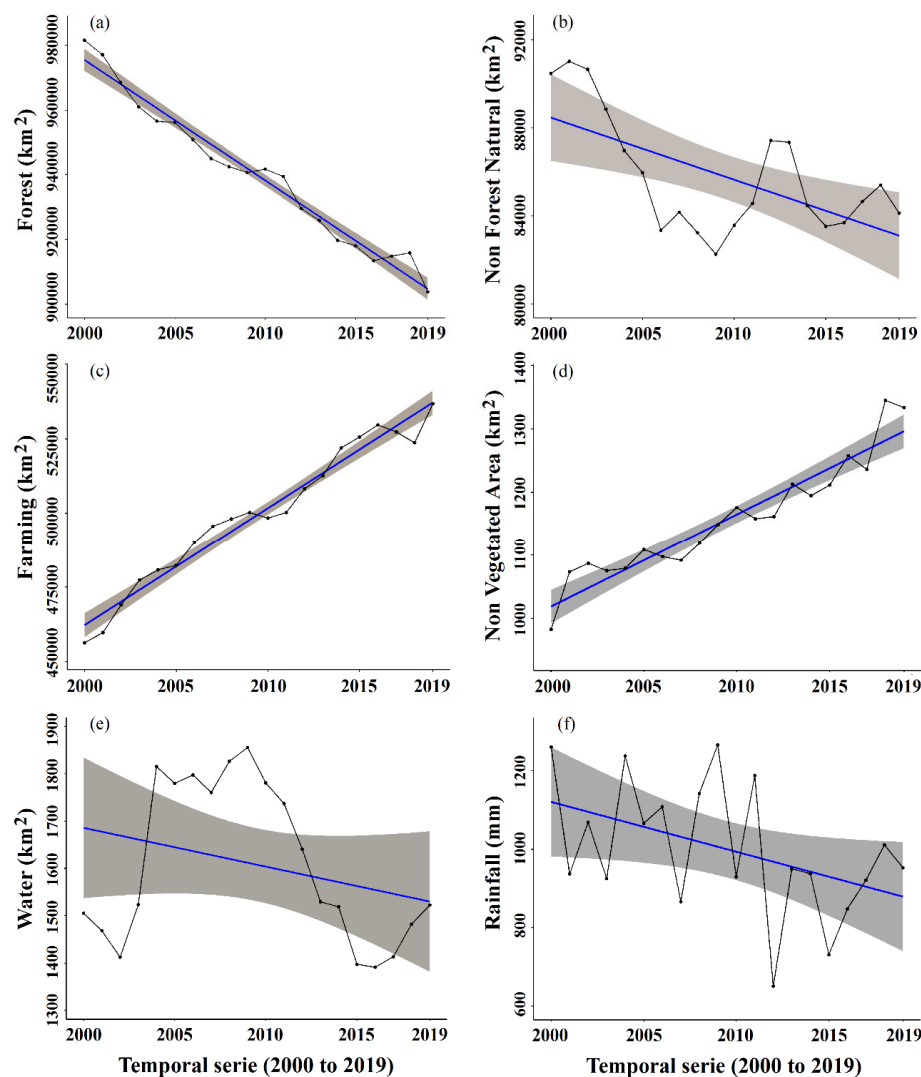 (a)
Forest (km²)
980000
960000
940000
920000
900000
2000 2005 2010 2015 2019
(b)
Non Forest Natural (km²)
92000
88000
84000
80000
2000 2005 2010 2015 2019
(c)
Farming (km²)
550000
525000
500000
475000
450000
2000 2005 2010 2015 2019
(d)
Non Vegetated Area (km²)
1400
1300
1200
1100
1000
2000 2005 2010 2015 2019
(e)
Water (km²)
1900
1800
1700
1600
1500
1400
1300
2000 2005 2010 2015 2019
Temporal serie (2000 to 2019)
(f)
Rainfall (mm)
1200
1000
800
600
2000 2005 2010 2015 2019
Temporal serie (2000 to 2019)